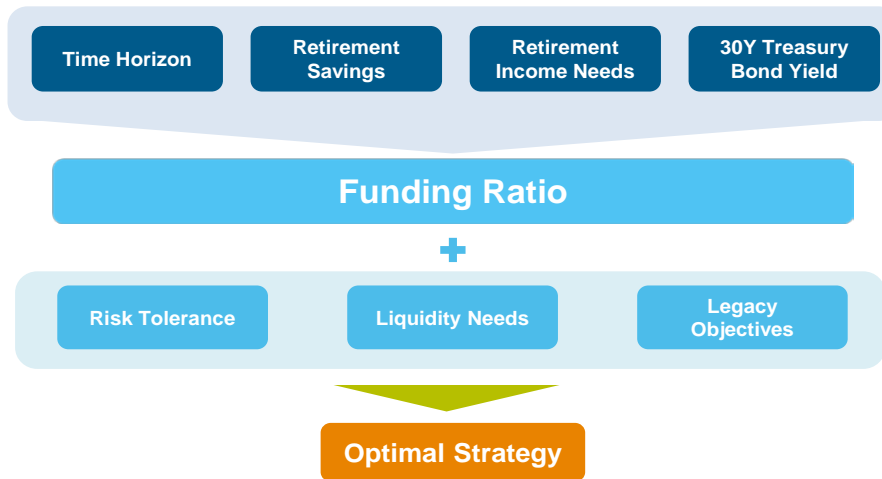 Time Horizon
Retirement
Savings
Retirement
Income Needs
30Y Treasury
Bond Yield
Funding Ratio
Risk Tolerance
Liquidity Needs
Legacy
Objectives
Optimal Strategy